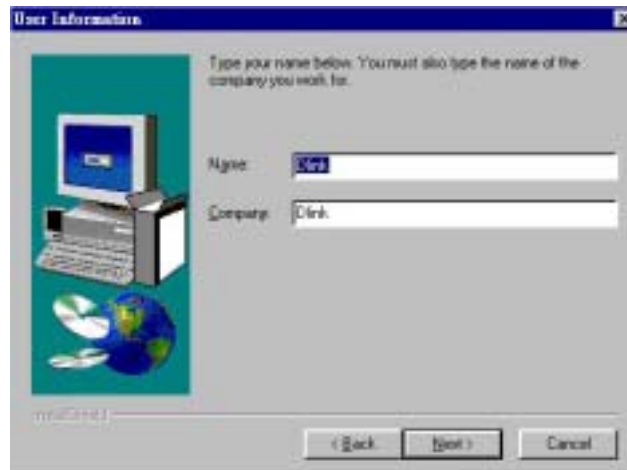 User Information
Type your name below. You must also type the name of the
company you work for.
Name: Dlink
Company: Dlink
InstallShield
< Back Next > Cancel